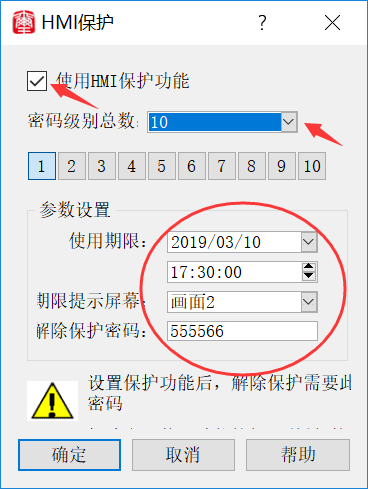 HMI保护
使用HMI保护功能
密码级别总数:
10
1 2 3 4 5 6 7 8 9 10
参数设置
使用期限:
2019/03/10
17:30:00
期限提示屏幕:
画面2
解除保护密码:
555566
设置保护功能后，解除保护需要此
密码
确定 取消 帮助